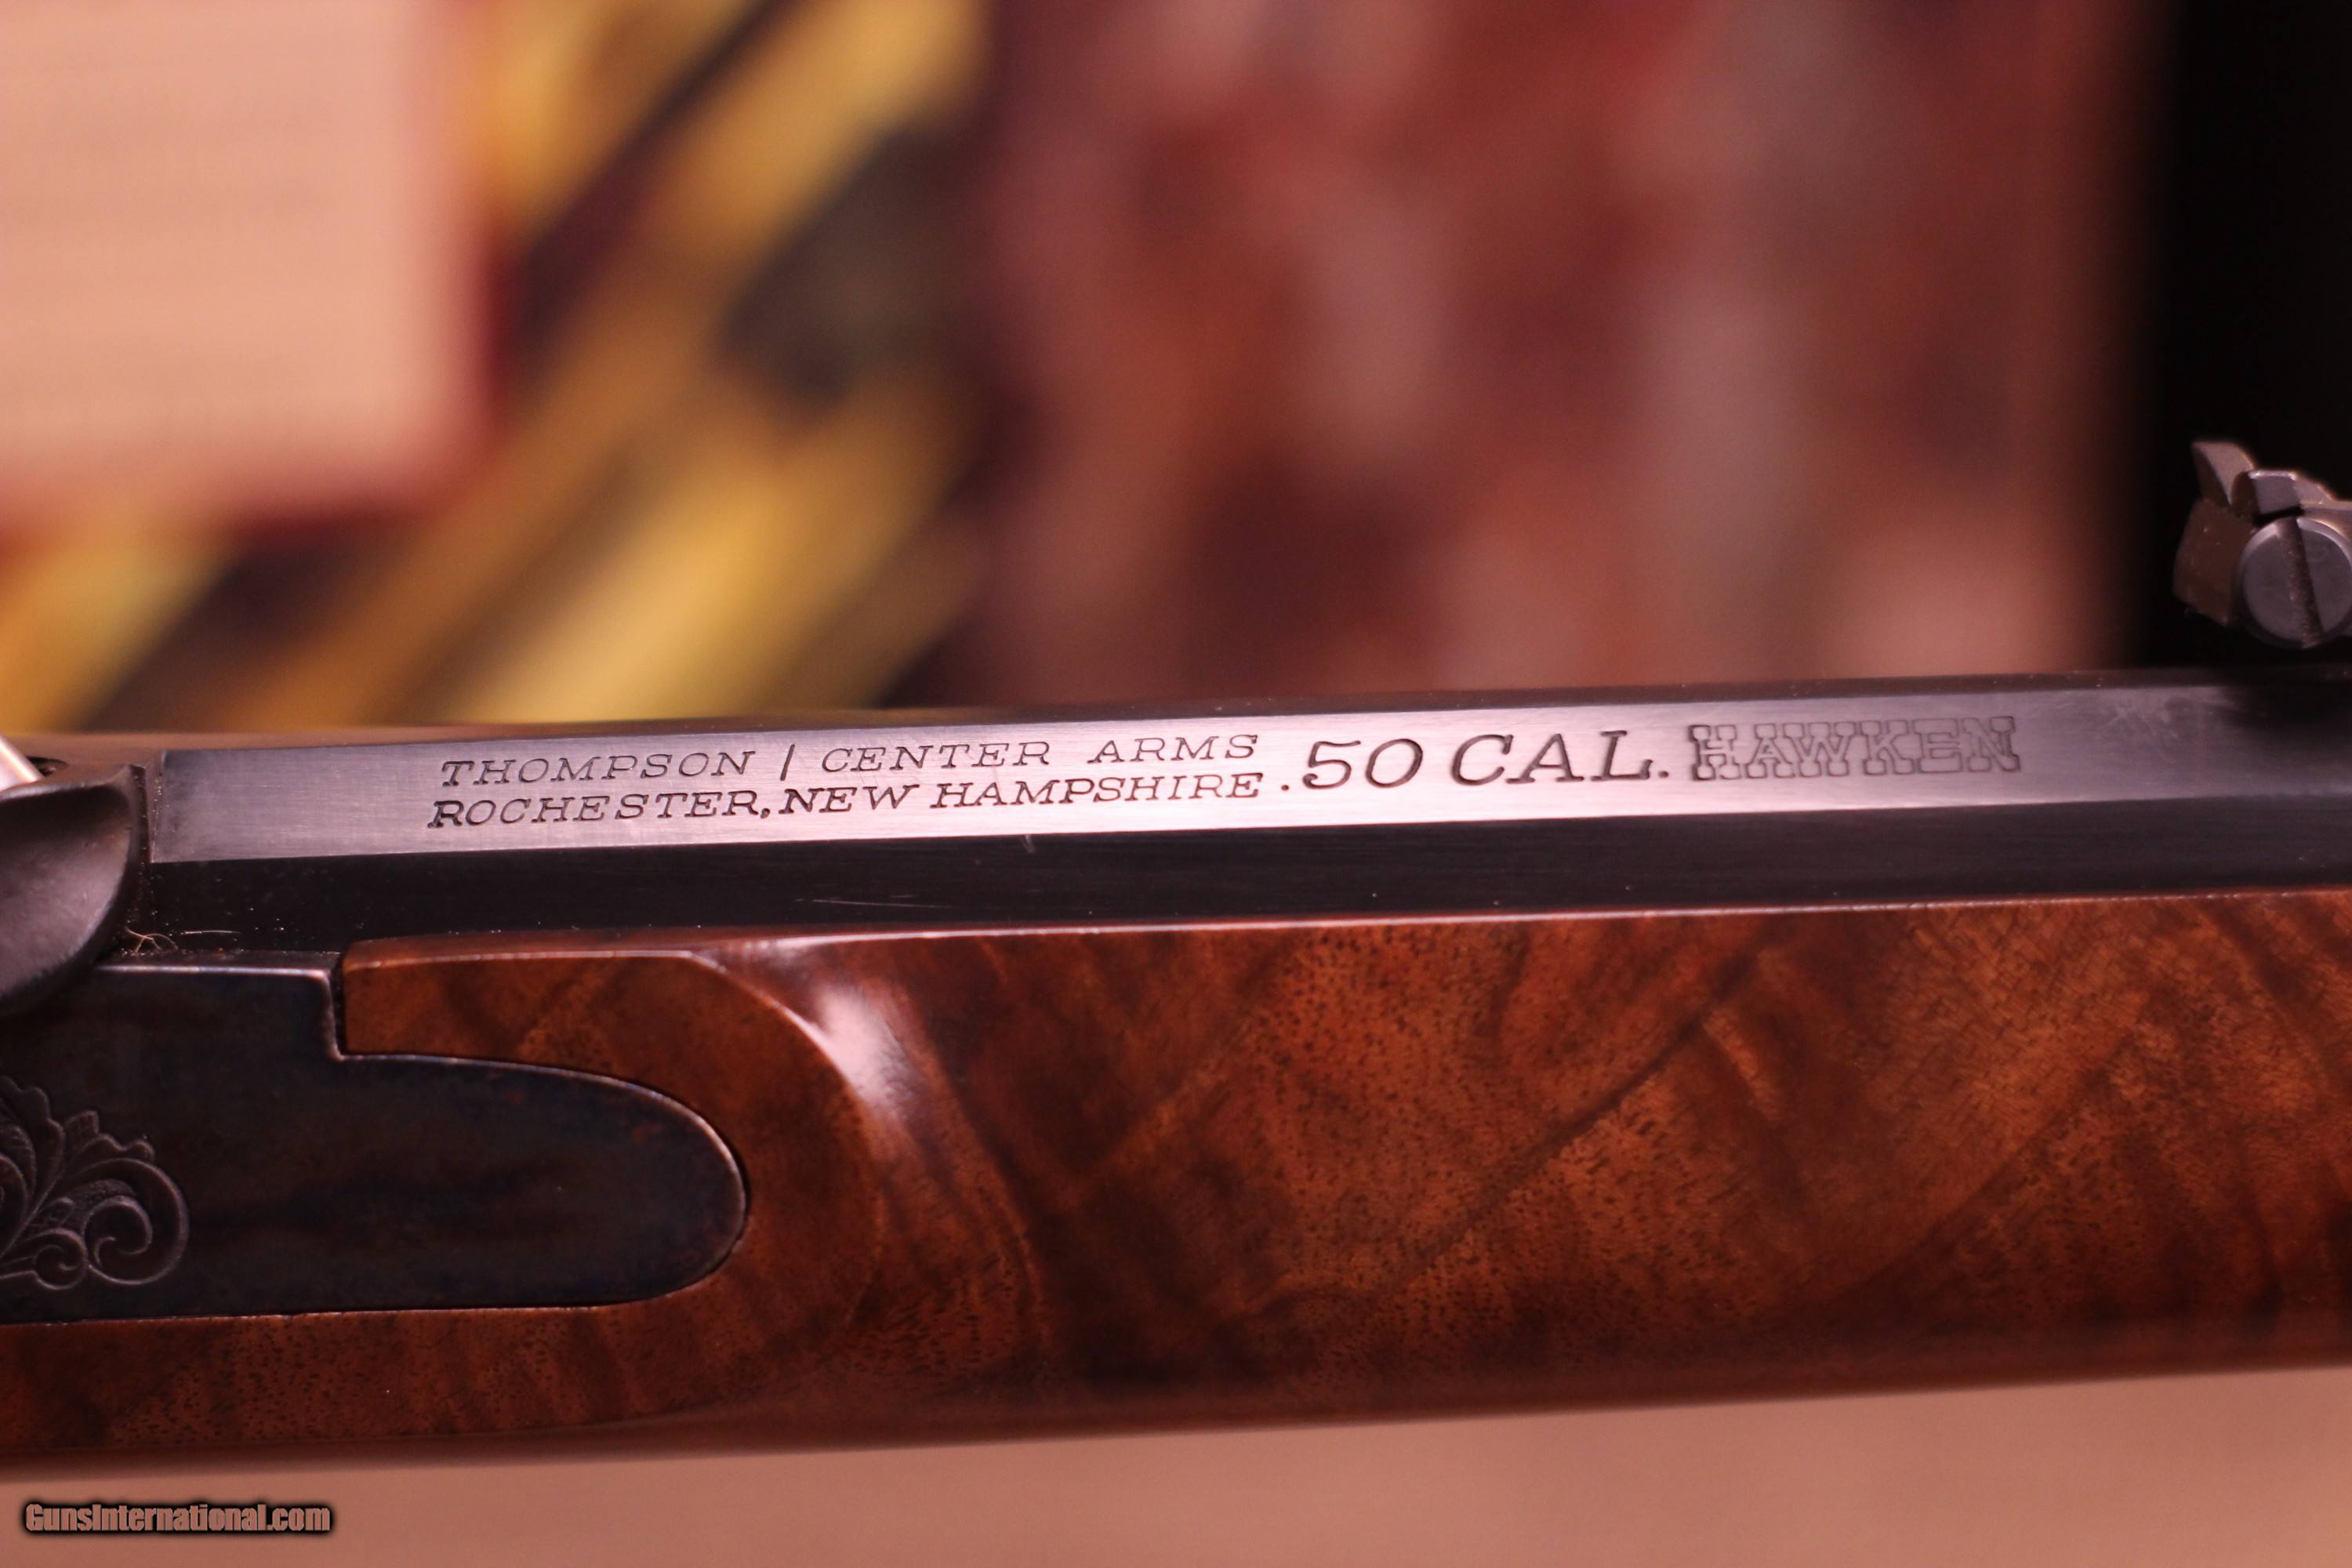 THOMPSON / CENTER ARMS
ROCHESTER, NEW HAMPSHIRE
.50 CAL. HAWKEN
GunsInternational.com